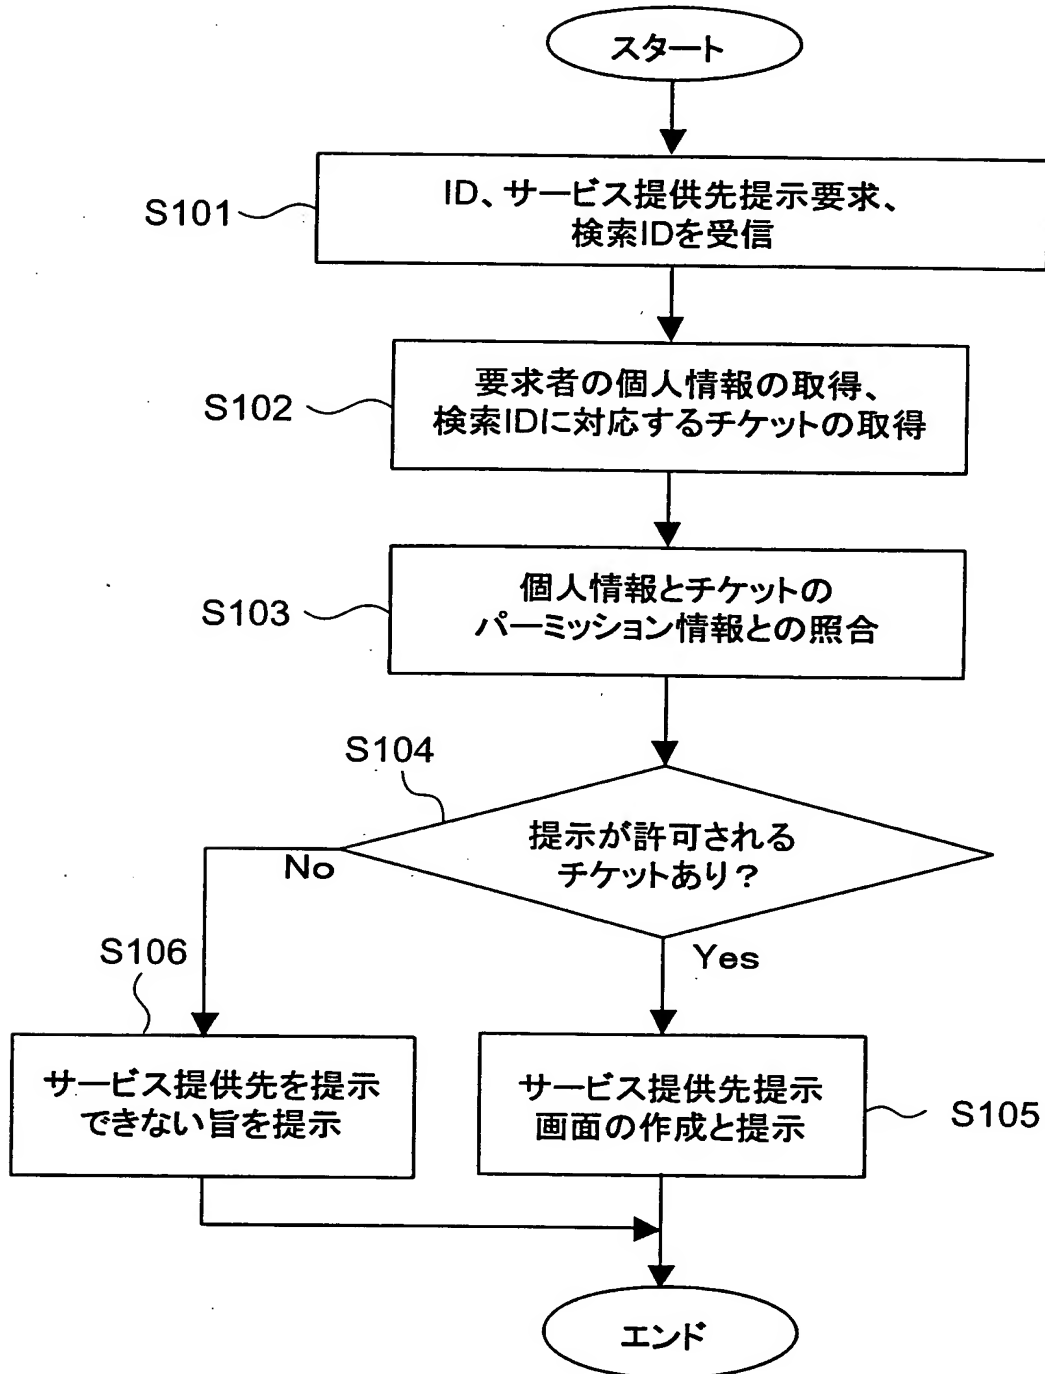 スタート
S101
ID、サービス提供先提示要求、
検索IDを受信
S102
要求者の個人情報の取得、
検索IDに対応するチケットの取得
S103
個人情報とチケットの
パーミッション情報との照合
S104
提示が許可される
チケットあり？
No
Yes
S106
サービス提供先を提示
できない旨を提示
サービス提供先提示
画面の作成と提示
S105
エンド